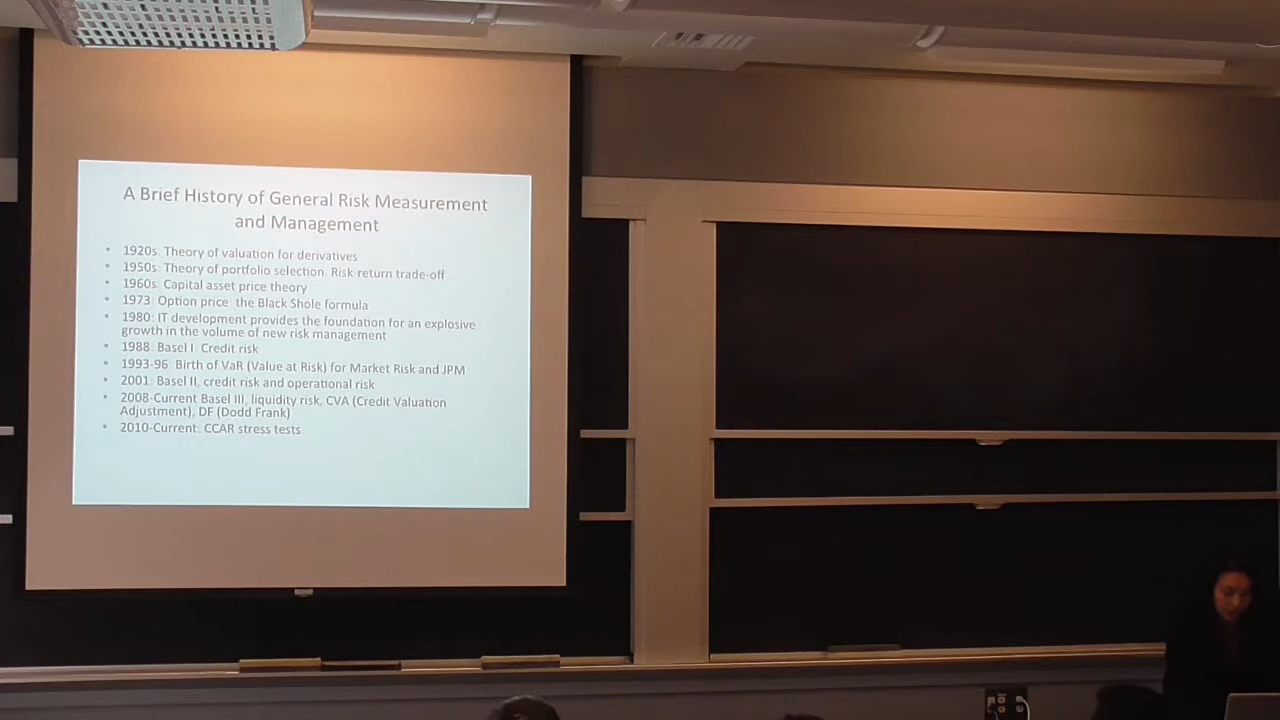 A Brief History of General Risk Measurement
and Management
• 1920s: Theory of valuation for derivatives
• 1950s: Theory of portfolio selection. Risk return trade-off
• 1960s: Capital asset price theory
• 1973: Option price: the Black Shole formula
• 1980: IT development provides the foundation for an explosive
growth in the volume of new risk management
• 1988: Basel I: Credit risk
• 1993-96: Birth of VaR (Value at Risk) for Market Risk and JPM
• 2001: Basel II, credit risk and operational risk
• 2008-Current Basel III, liquidity risk, CVA (Credit Valuation
Adjustment), DF (Dodd Frank)
• 2010-Current: CCAR stress tests